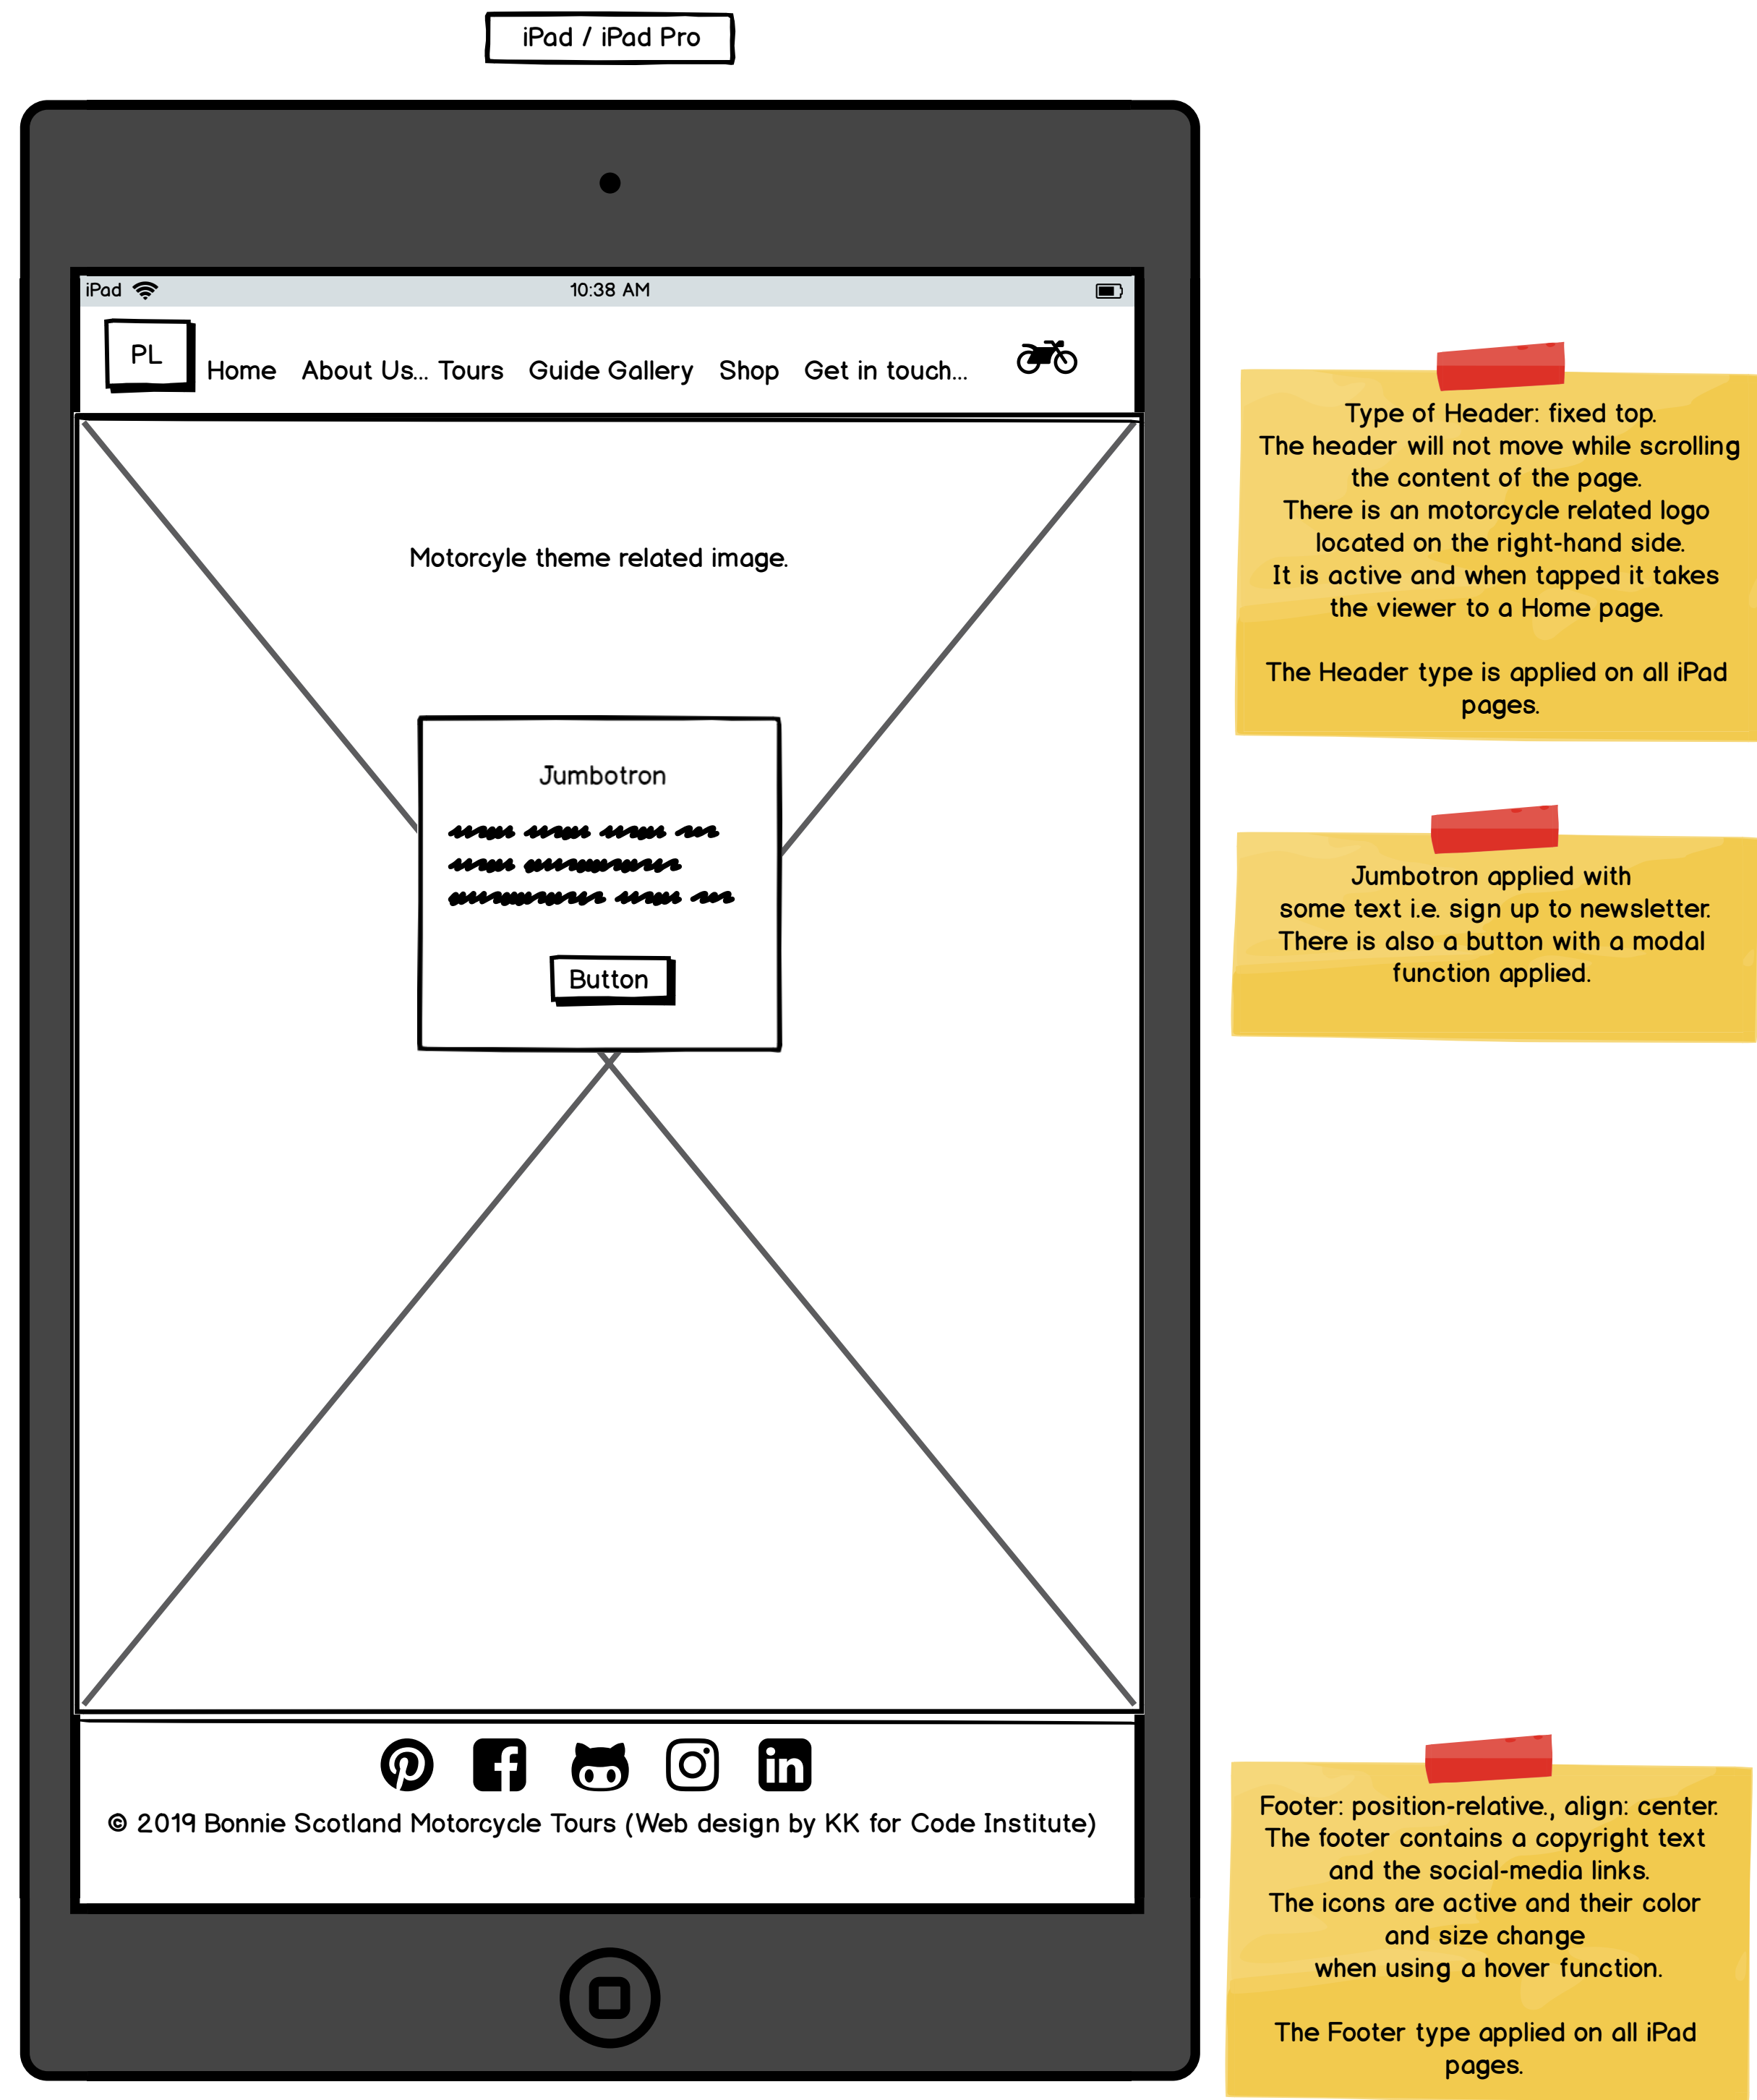 iPad / iPad Pro
iPad
10:38 AM
PL
Home About Us... Tours Guide Gallery Shop Get in touch...
Motorcyle theme related image.
Jumbotron
Button
© 2019 Bonnie Scotland Motorcycle Tours (Web design by KK for Code Institute)
Type of Header: fixed top.
The header will not move while scrolling
the content of the page.
There is an motorcycle related logo
located on the right-hand side.
It is active and when tapped it takes
the viewer to a Home page.
The Header type is applied on all iPad
pages.
Jumbotron applied with
some text i.e. sign up to newsletter.
There is also a button with a modal
function applied.
Footer: position-relative., align: center.
The footer contains a copyright text
and the social-media links.
The icons are active and their color
and size change
when using a hover function.
The Footer type applied on all iPad
pages.